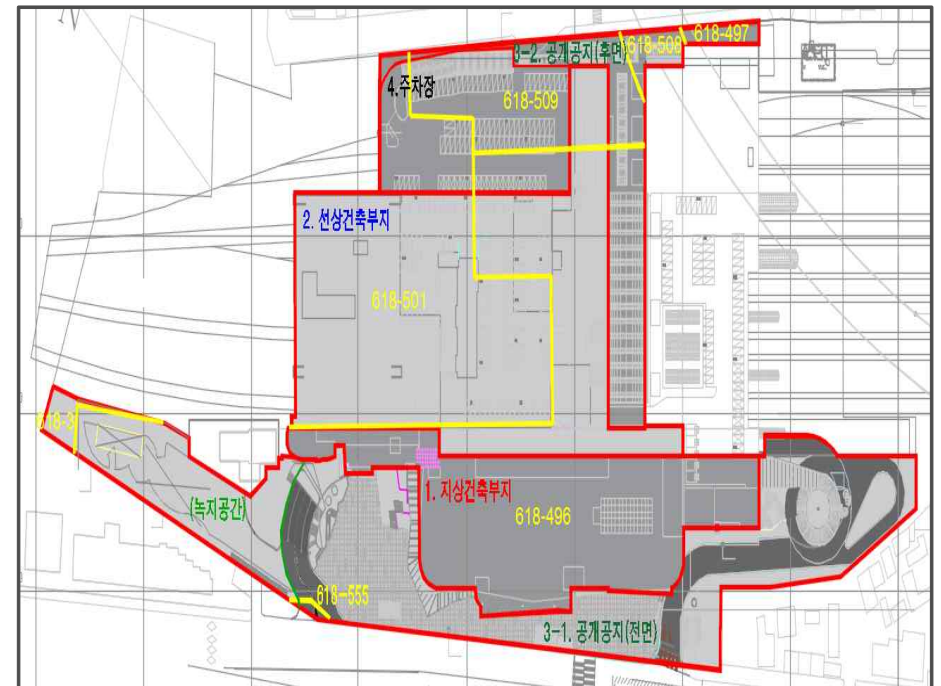 3-2. 공개공지(후면)
618-508
618-497
4.주차장
618-509
2. 선상건축부지
618-501
618-3
(녹지공간)
1. 지상건축부지
618-496
618-555
3-1. 공개공지(전면)